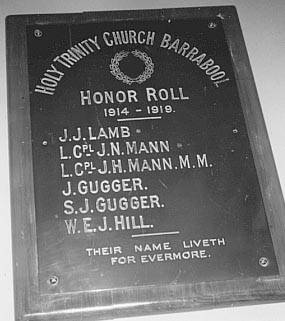 HOLY TRINITY CHURCH BARRABOOL
HONOR ROLL
1914 - 1919.
J.J. LAMB
L.CPL J.N. MANN
L.CPL J.H. MANN. M.M.
J. GUGGER.
S.J. GUGGER.
W.E.J. HILL.
THEIR NAME LIVETH
FOR EVERMORE.